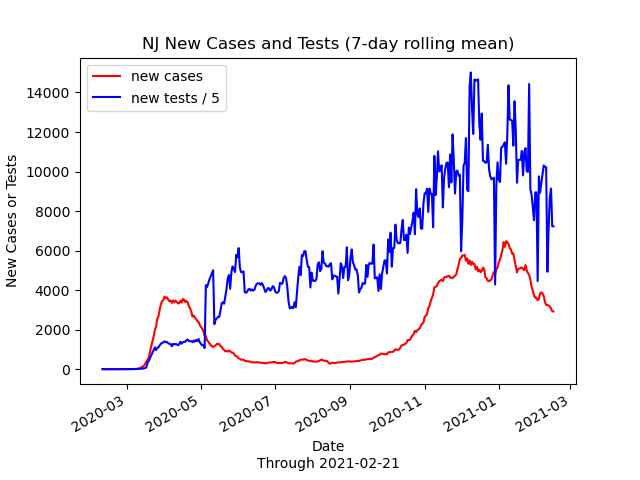 NJ New Cases and Tests (7-day rolling mean)
new cases
new tests / 5
14000
12000
10000
8000
6000
4000
2000
0
New Cases or Tests
2020-03
2020-05
2020-07
2020-09
2020-11
2021-01
2021-03
Date
Through 2021-02-21